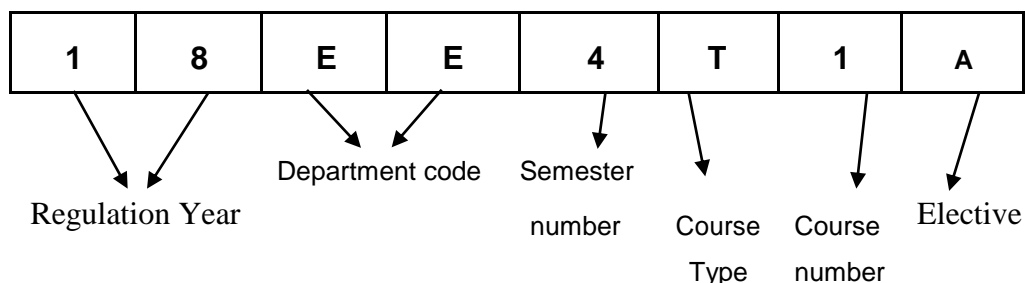 1 8 E E 4 T 1 A
Department code Semester
Regulation Year number Course Course Elective
Type number